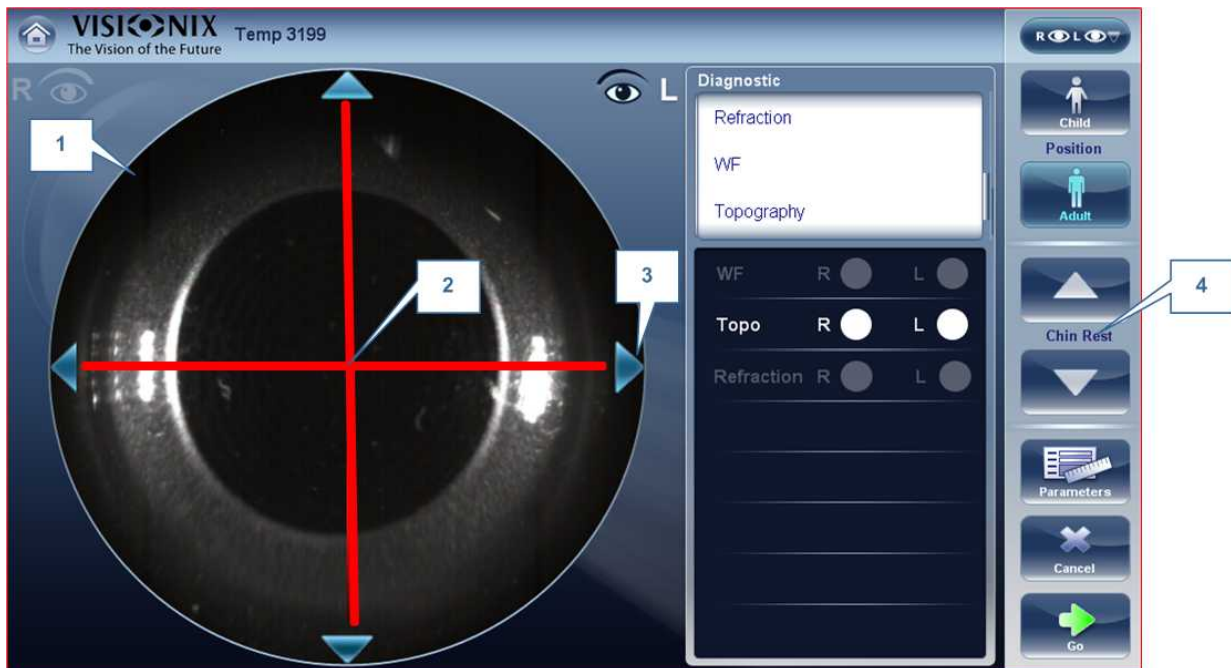 VISIONIX
The Vision of the Future
Temp 3199
R L
R
L
1
2
3
4
Diagnostic
Refraction
WF
Topography
WF R L
Topo R L
Refraction R L
Child
Position
Adult
Chin Rest
Parameters
Cancel
Go